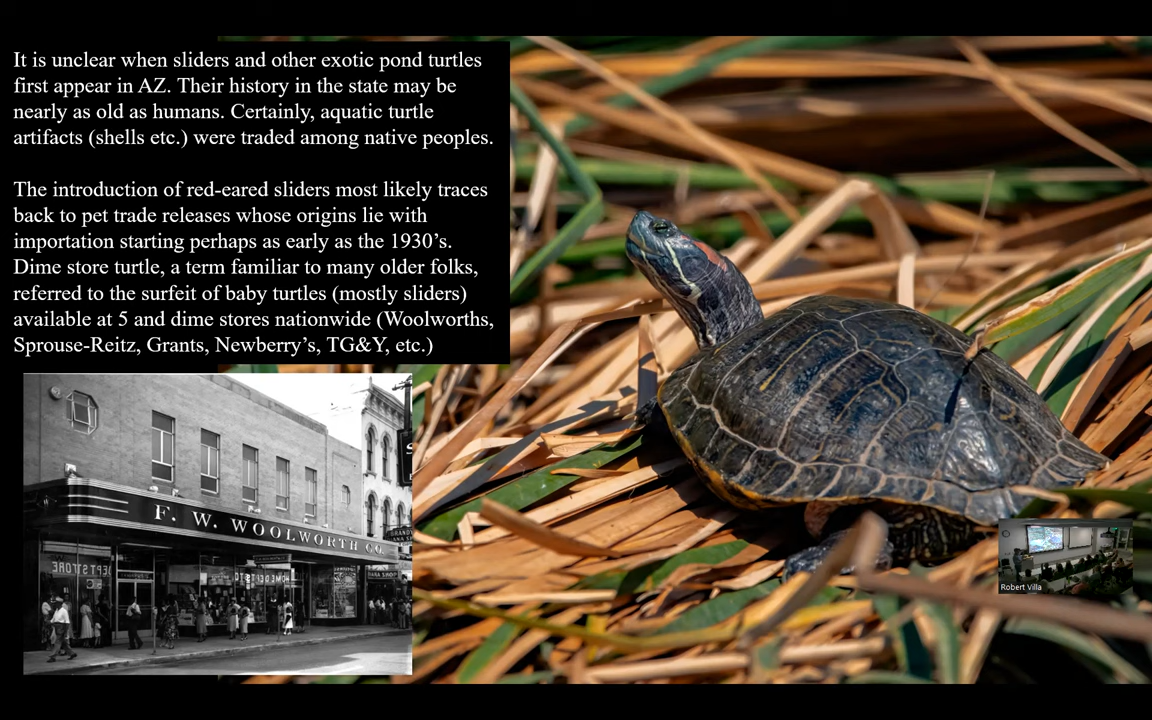 It is unclear when sliders and other exotic pond turtles
first appear in AZ. Their history in the state may be
nearly as old as humans. Certainly, aquatic turtle
artifacts (shells etc.) were traded among native peoples.
The introduction of red-eared sliders most likely traces
back to pet trade releases whose origins lie with
importation starting perhaps as early as the 1930’s.
Dime store turtle, a term familiar to many older folks,
referred to the surfeit of baby turtles (mostly sliders)
available at 5 and dime stores nationwide (Woolworths,
Sprouse-Reitz, Grants, Newberry’s, TG&Y, etc.)
F. W. WOOLWORTH CO.
Robert Villa